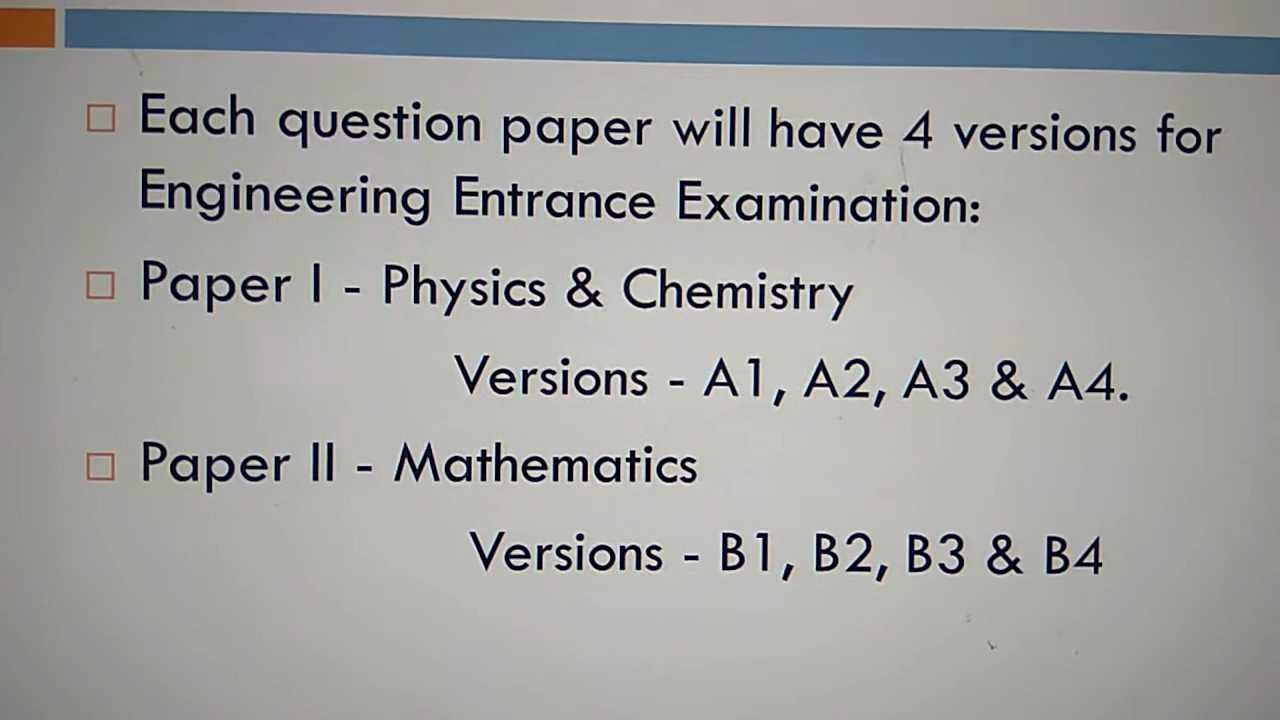 Each question paper will have 4 versions for
Engineering Entrance Examination:
Paper I - Physics & Chemistry
Versions - A1, A2, A3 & A4.
Paper II - Mathematics
Versions - B1, B2, B3 & B4